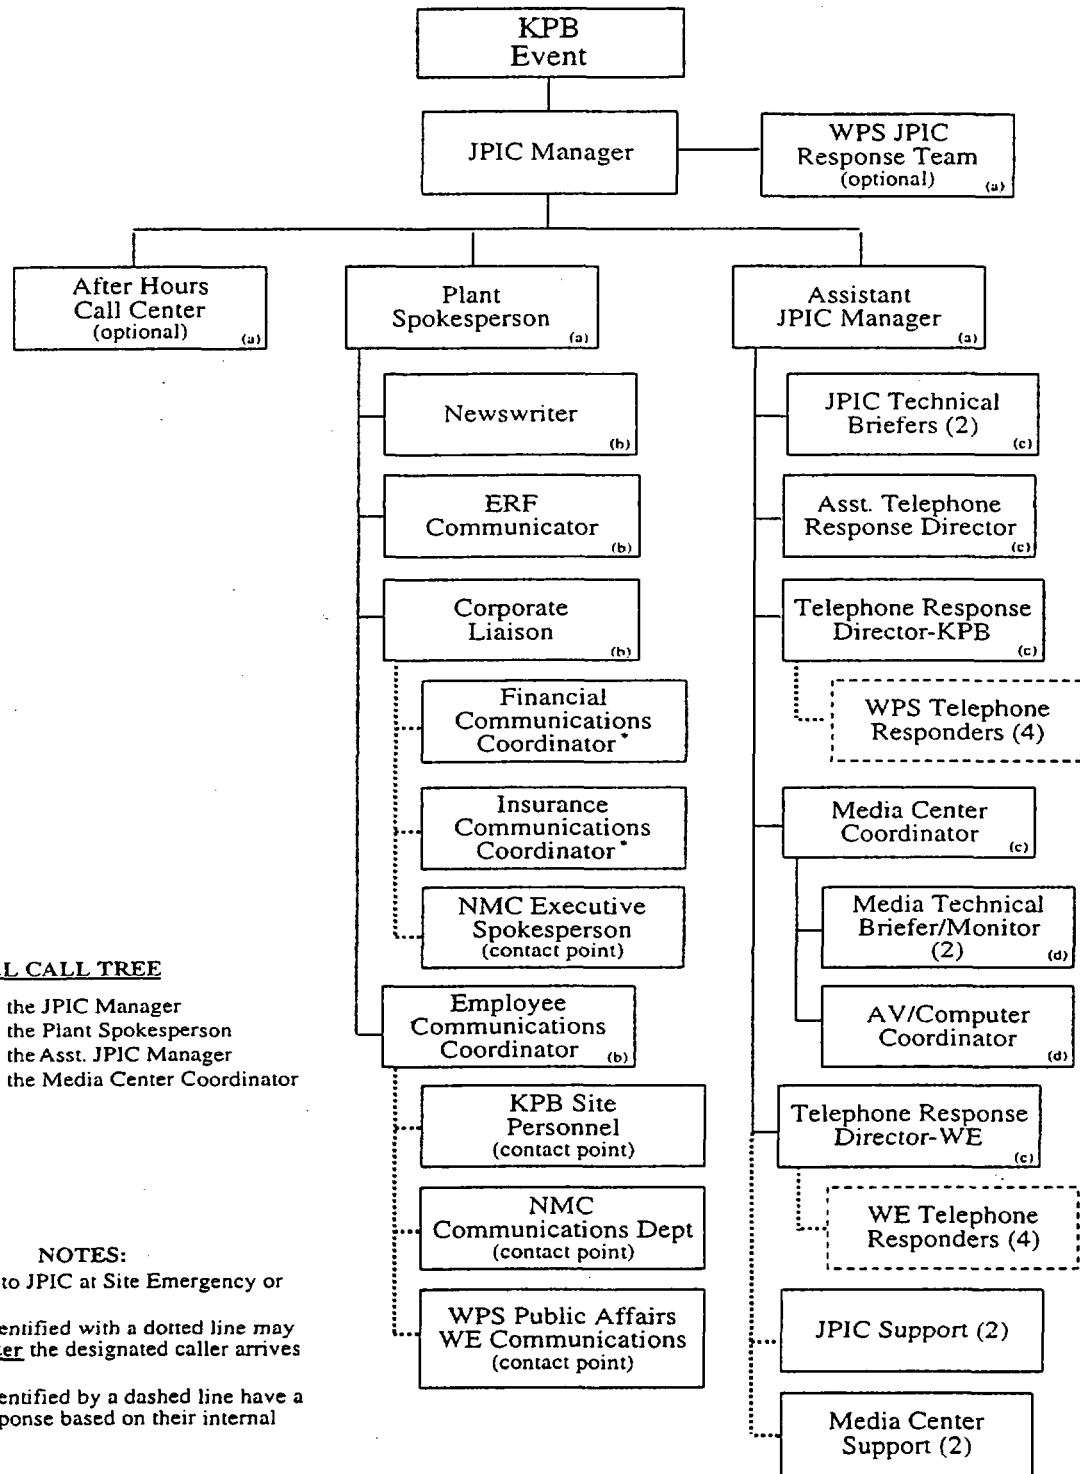 KPB
Event
JPIC Manager
WPS JPIC
Response Team
(optional)
(a)
After Hours
Call Center
(optional)
(a)
Plant
Spokesperson
(a)
Assistant
JPIC Manager
(a)
Newswriter
(b)
ERF
Communicator
(b)
Corporate
Liaison
(b)
Financial
Communications
Coordinator*
Insurance
Communications
Coordinator*
NMC Executive
Spokesperson
(contact point)
Employee
Communications
Coordinator
(b)
KPB Site
Personnel
(contact point)
NMC
Communications Dept
(contact point)
WPS Public Affairs
WE Communications
(contact point)
JPIC Technical
Briefers (2)
(c)
Asst. Telephone
Response Director
(c)
Telephone Response
Director-KPB
(c)
WPS Telephone
Responders (4)
Media Center
Coordinator
(c)
Media Technical
Briefer/Monitor
(2)
(d)
AV/Computer
Coordinator
(d)
Telephone Response
Director-WE
(c)
WE Telephone
Responders (4)
JPIC Support (2)
Media Center
Support (2)
CALL TREE
the JPIC Manager
the Plant Spokesperson
the Asst. JPIC Manager
the Media Center Coordinator
NOTES:
to JPIC at Site Emergency or
entified with a dotted line may
er the designated caller arrives
entified by a dashed line have a
ponse based on their internal